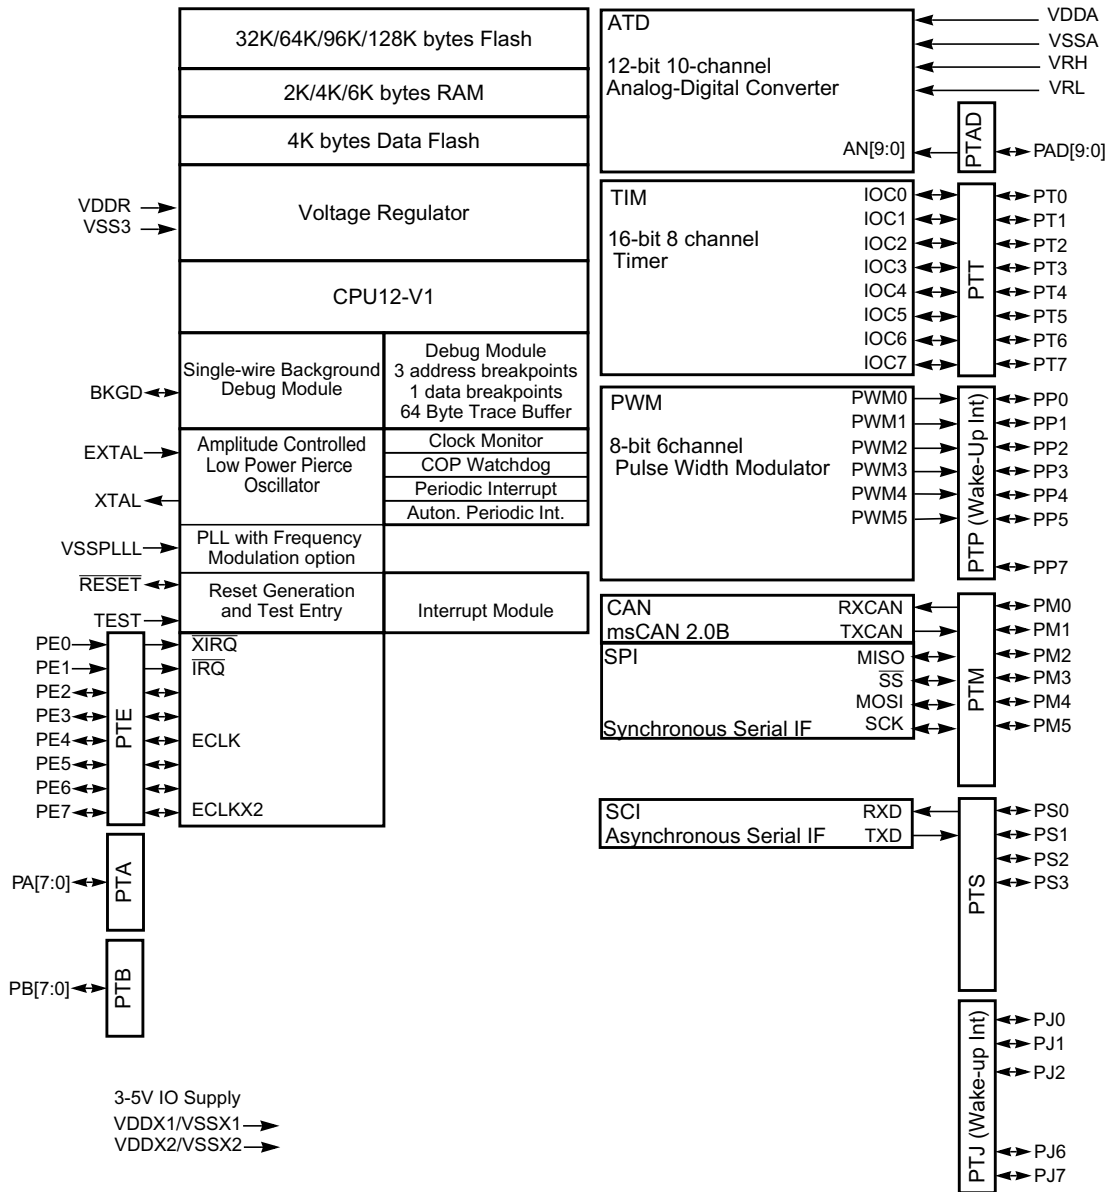 32K/64K/96K/128K bytes Flash
2K/4K/6K bytes RAM
4K bytes Data Flash
VDDR
VSS3
Voltage Regulator
CPU12-V1
BKGD
Single-wire Background
Debug Module
Debug Module
3 address breakpoints
1 data breakpoints
64 Byte Trace Buffer
EXTAL
XTAL
Amplitude Controlled
Low Power Pierce
Oscillator
Clock Monitor
COP Watchdog
Periodic Interrupt
Auton. Periodic Int.
VSSPLLL
PLL with Frequency
Modulation option
RESET
TEST
Reset Generation
and Test Entry
Interrupt Module
PE0
PE1
PE2
PE3
PE4
PE5
PE6
PE7
PTE
XIRQ
IRQ
ECLK
ECLKX2
PA[7:0]
PTA
PB[7:0]
PTB
3-5V IO Supply
VDDX1/VSSX1
VDDX2/VSSX2
ATD
12-bit 10-channel
Analog-Digital Converter
AN[9:0]
VDDA
VSSA
VRH
VRL
PTAD
PAD[9:0]
TIM
16-bit 8 channel
Timer
IOC0
IOC1
IOC2
IOC3
IOC4
IOC5
IOC6
IOC7
PTT
PT0
PT1
PT2
PT3
PT4
PT5
PT6
PT7
PWM
8-bit 6channel
Pulse Width Modulator
PWM0
PWM1
PWM2
PWM3
PWM4
PWM5
PTP (Wake-Up Int)
PP0
PP1
PP2
PP3
PP4
PP5
PP7
CAN
msCAN 2.0B
RXCAN
TXCAN
SPI
Synchronous Serial IF
MISO
SS
MOSI
SCK
PTM
PM0
PM1
PM2
PM3
PM4
PM5
SCI
Asynchronous Serial IF
RXD
TXD
PTS
PS0
PS1
PS2
PS3
PTJ (Wake-up Int)
PJ0
PJ1
PJ2
PJ6
PJ7